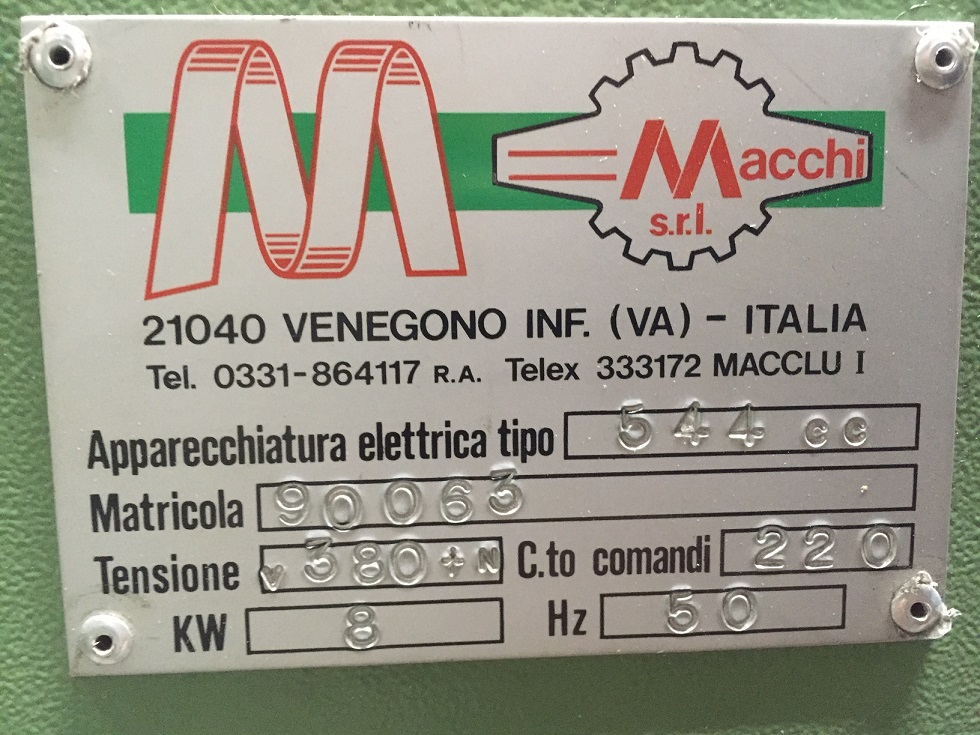 Macchi
s.r.l.
21040 VENEGONO INF. (VA) – ITALIA
Tel. 0331-864117 R.A. Telex 333172 MACCLU I
Apparecchiatura elettrica tipo 544 cc
Matricola 90063
Tensione V 380+N C.to comandi 220
KW 8 Hz 50